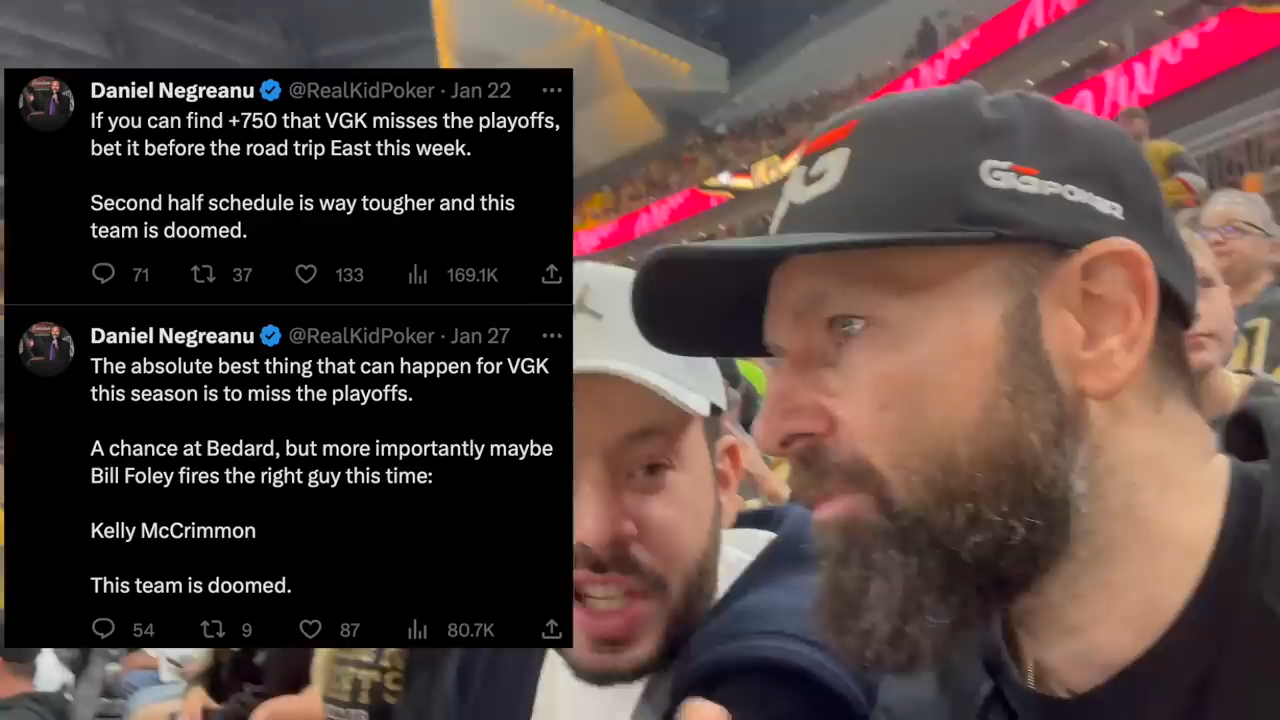 Daniel Negreanu @RealKidPoker · Jan 22
If you can find +750 that VGK misses the playoffs,
bet it before the road trip East this week.
Second half schedule is way tougher and this
team is doomed.
71 37 133 169.1K
Daniel Negreanu @RealKidPoker · Jan 27
The absolute best thing that can happen for VGK
this season is to miss the playoffs.
A chance at Bedard, but more importantly maybe
Bill Foley fires the right guy this time:
Kelly McCrimmon
This team is doomed.
54 9 87 80.7K
GGPOKER